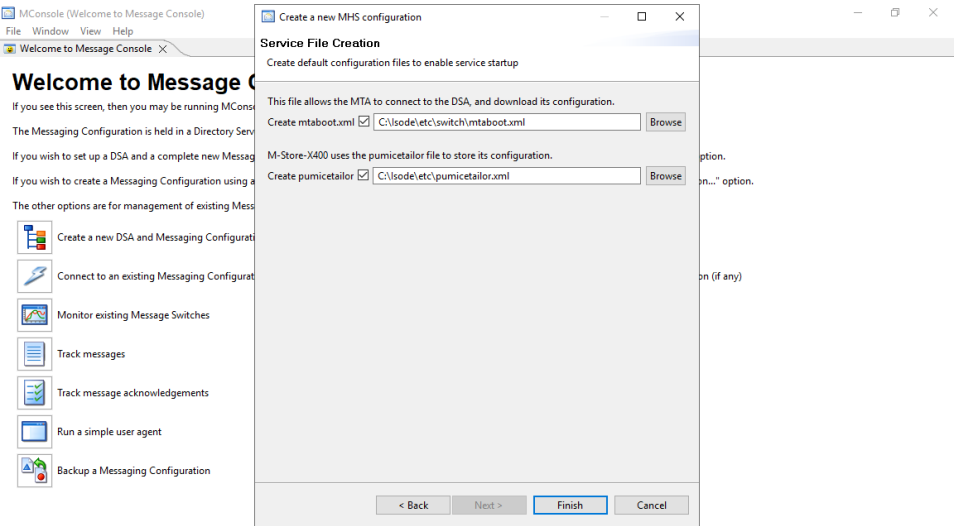 MConsole (Welcome to Message Console)
File Window View Help
Welcome to Message Console
Welcome to Message
If you see this screen, then you may be running MCons
The Messaging Configuration is held in a Directory Serv
If you wish to set up a DSA and a complete new Messag
ption.
If you wish to create a Messaging Configuration using a
on..." option.
The other options are for management of existing Mess
Create a new DSA and Messaging Configurati
Connect to an existing Messaging Configurat
on (if any)
Monitor existing Message Switches
Track messages
Track message acknowledgements
Run a simple user agent
Backup a Messaging Configuration
Create a new MHS configuration
Service File Creation
Create default configuration files to enable service startup
This file allows the MTA to connect to the DSA, and download its configuration.
Create mtaboot.xml C:\Isode\etc\switch\mtaboot.xml Browse
M-Store-X400 uses the pumicetailor file to store its configuration.
Create pumicetailor C:\Isode\etc\pumicetailor.xml Browse
< Back Next > Finish Cancel